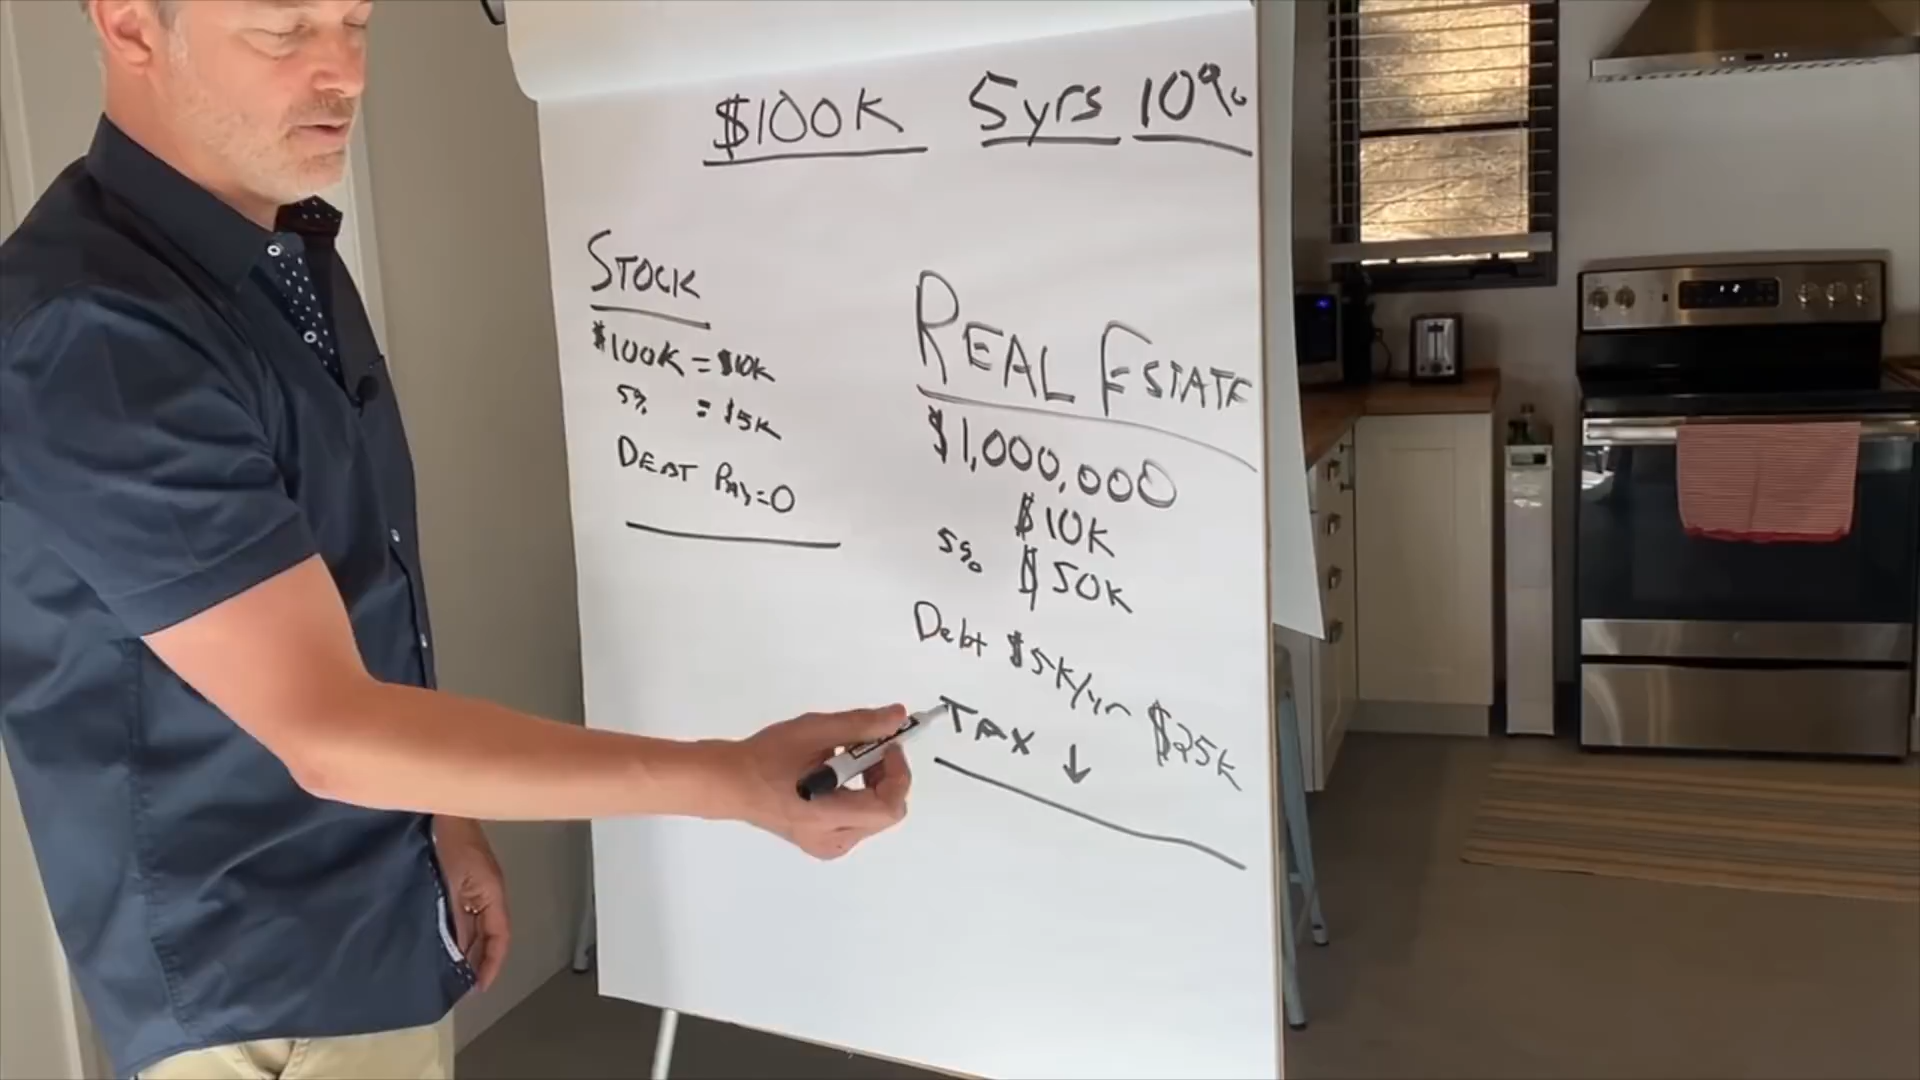 $100K 5yrs 10%
STOCK
$100K = $10K
5% = $5K
DEBT PAY=0
REAL ESTATE
$1,000,000
$10K
5% $50K
Debt $5K/yr $25K
TAX ↓